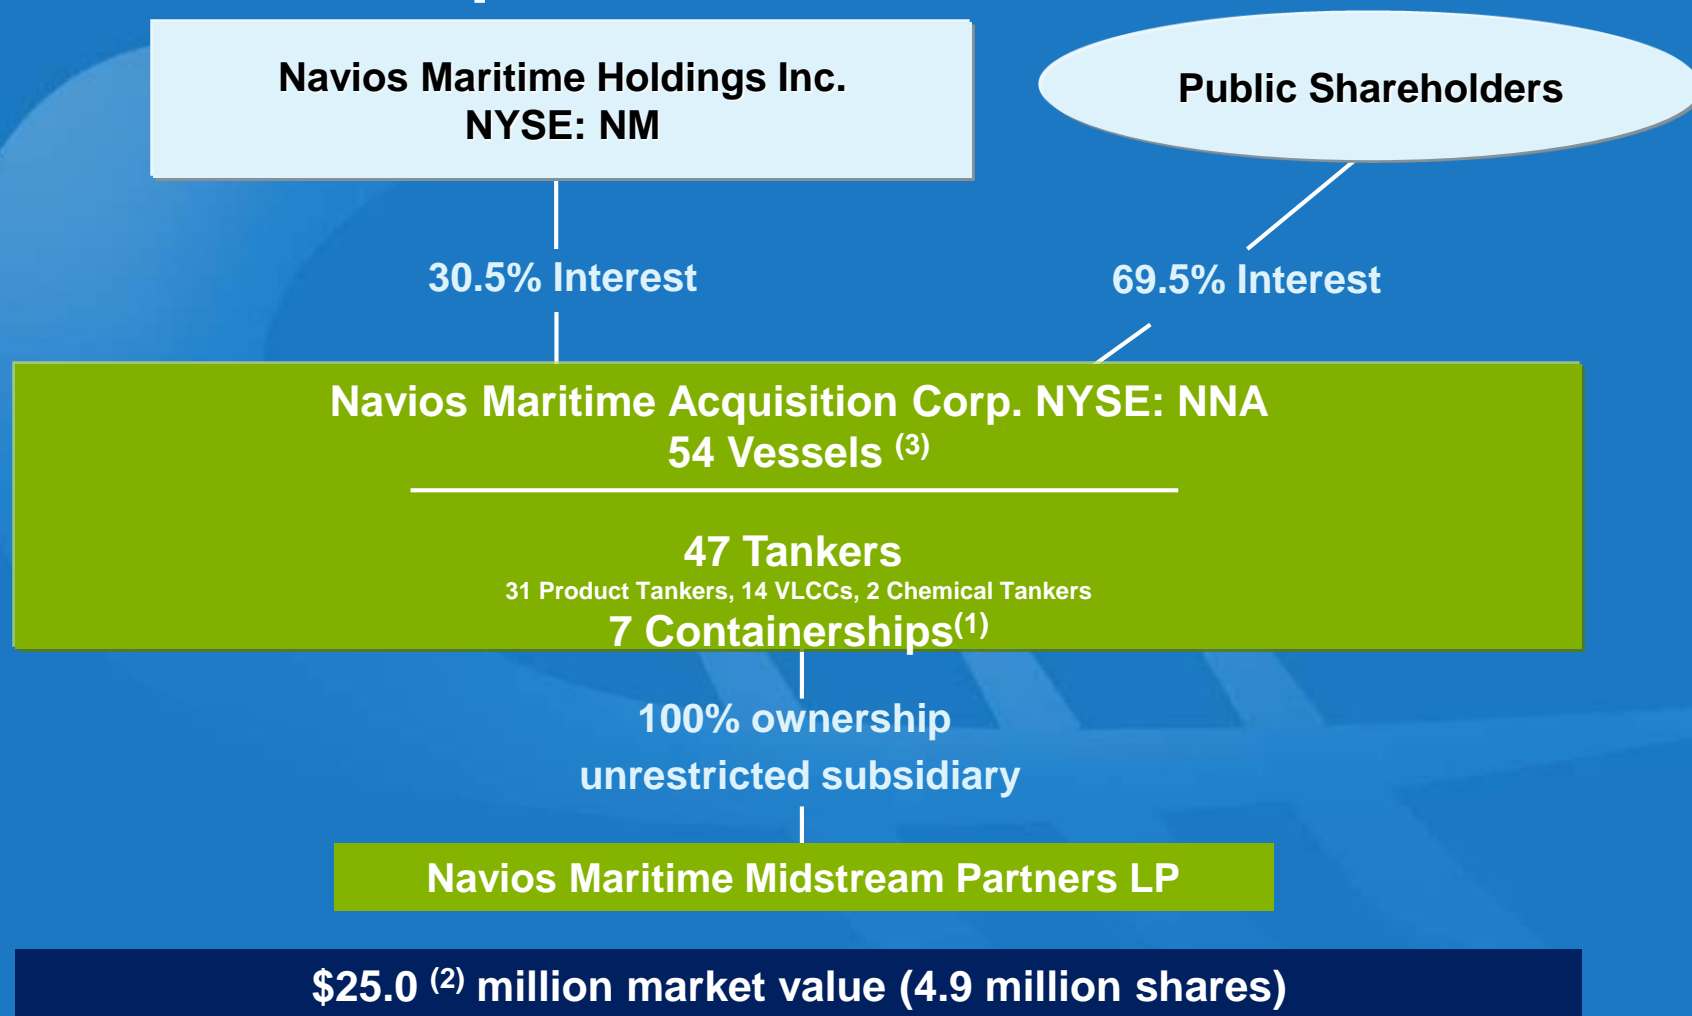 Navios Maritime Holdings Inc.
NYSE: NM
Public Shareholders
30.5% Interest
69.5% Interest
Navios Maritime Acquisition Corp. NYSE: NNA
54 Vessels (3)
47 Tankers
31 Product Tankers, 14 VLCCs, 2 Chemical Tankers
7 Containerships(1)
100% ownership
unrestricted subsidiary
Navios Maritime Midstream Partners LP
$25.0 (2) million market value (4.9 million shares)